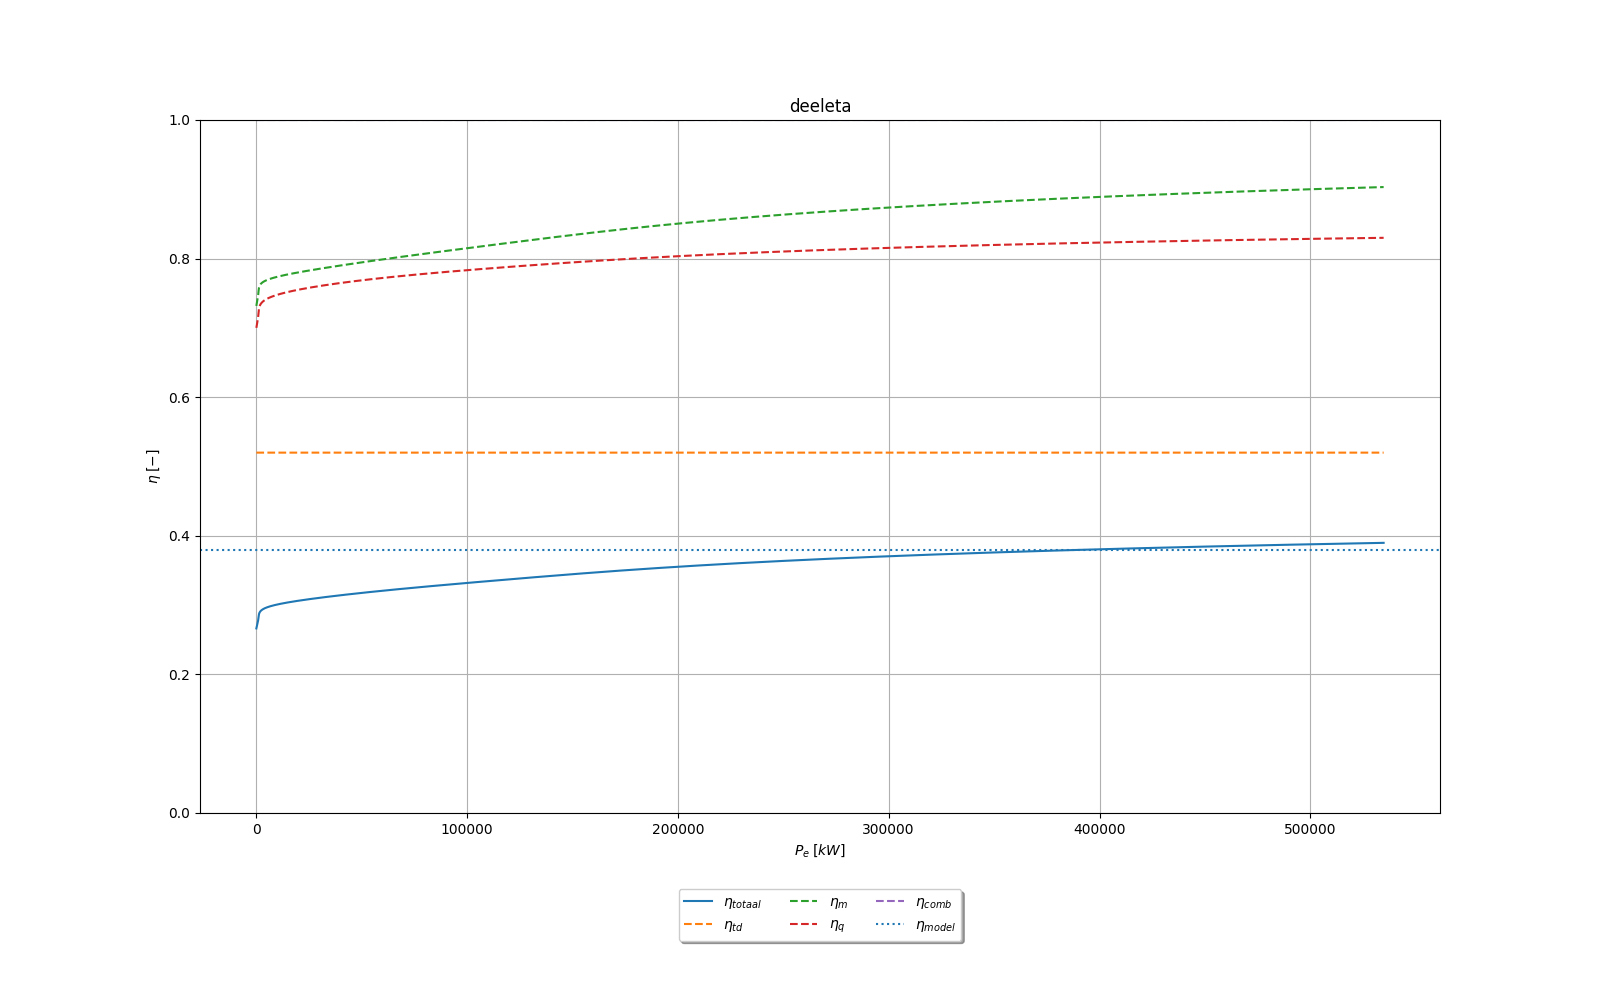 deeleta
1.0
0.8
0.6
0.4
0.2
0.0
η [−]
0 100000 200000 300000 400000 500000
P_e [kW]
η_totaal η_m η_comb
η_td η_q η_model